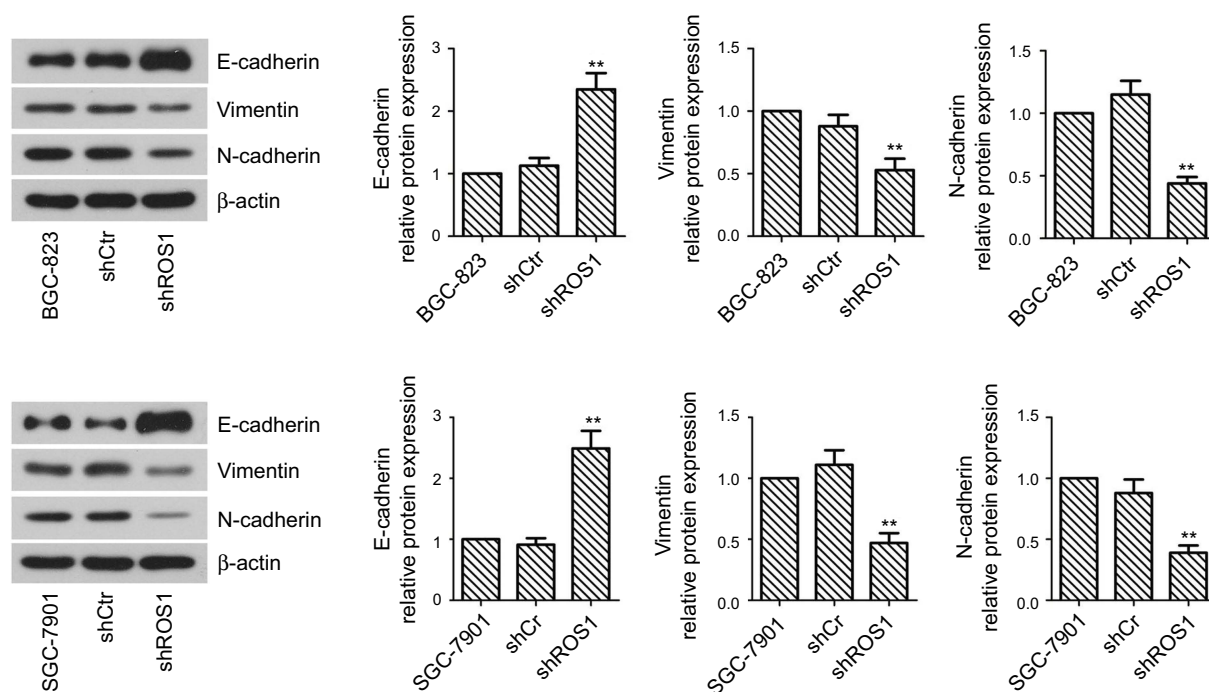 E-cadherin
Vimentin
N-cadherin
β-actin
BGC-823
shCtr
shROS1
E-cadherin
relative protein expression
3
2
1
0
**
BGC-823
shCtr
shROS1
Vimentin
relative protein expression
1.5
1.0
0.5
0.0
**
BGC-823
shCtr
shROS1
N-cadherin
relative protein expression
1.5
1.0
0.5
0.0
**
BGC-823
shCtr
shROS1
E-cadherin
Vimentin
N-cadherin
β-actin
SGC-7901
shCtr
shROS1
E-cadherin
relative protein expression
3
2
1
0
**
SGC-7901
shCr
shROS1
Vimentin
relative protein expression
1.5
1.0
0.5
0.0
**
SGC-7901
shCr
shROS1
N-cadherin
relative protein expression
1.5
1.0
0.5
0.0
**
SGC-7901
shCr
shROS1